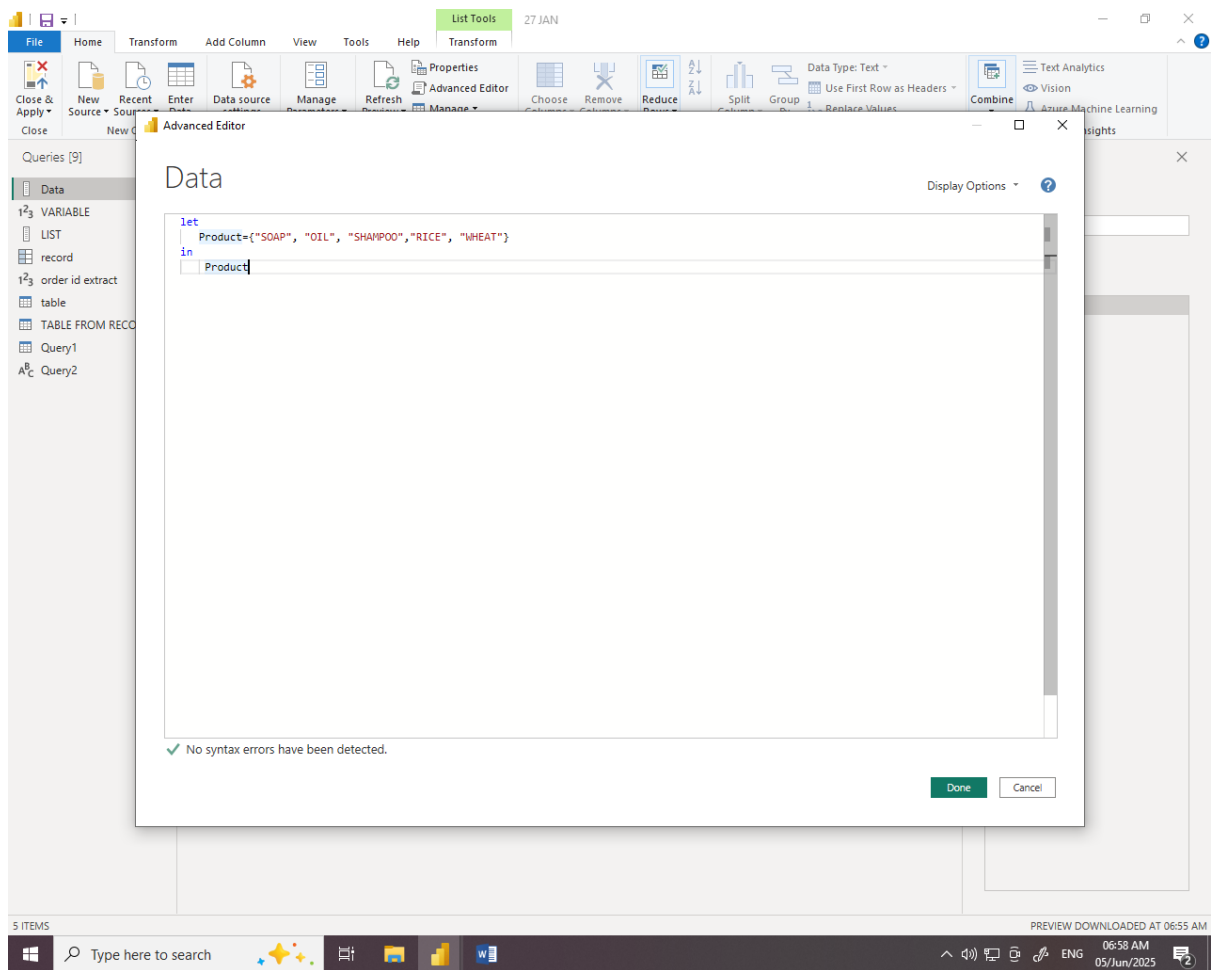 List Tools
27 JAN
File Home Transform Add Column View Tools Help Transform
Close & Apply
New Source
Recent Sources
Enter Data
Data source settings
Manage Parameters
Refresh Preview
Properties
Advanced Editor
Manage
Choose Columns
Remove Columns
Reduce Rows
Split Column
Group By
Data Type: Text
Use First Row as Headers
Replace Values
Combine
Text Analytics
Vision
Azure Machine Learning
Close
New
Advanced Editor
Queries [9]
Data
VARIABLE
LIST
record
order id extract
table
TABLE FROM RECO
Query1
Query2
Data
Display Options
let
Product={"SOAP", "OIL", "SHAMPOO","RICE", "WHEAT"}
in
Product
No syntax errors have been detected.
Done Cancel
5 ITEMS
PREVIEW DOWNLOADED AT 06:55 AM
Type here to search
ENG
06:58 AM
05/Jun/2025
2